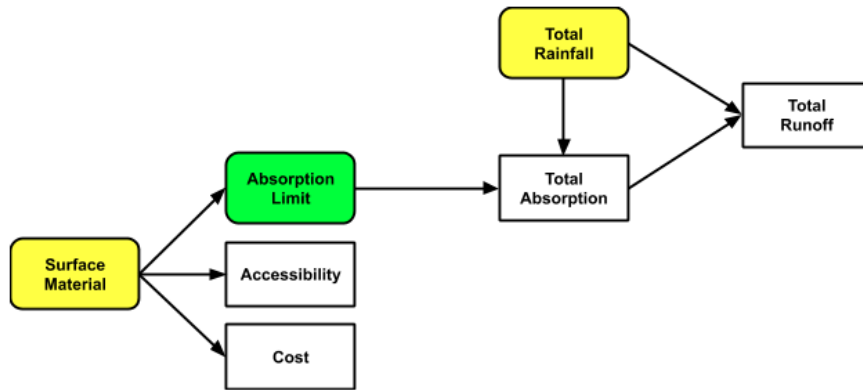 Total
Rainfall
Total
Runoff
Absorption
Limit
Total
Absorption
Surface
Material
Accessibility
Cost